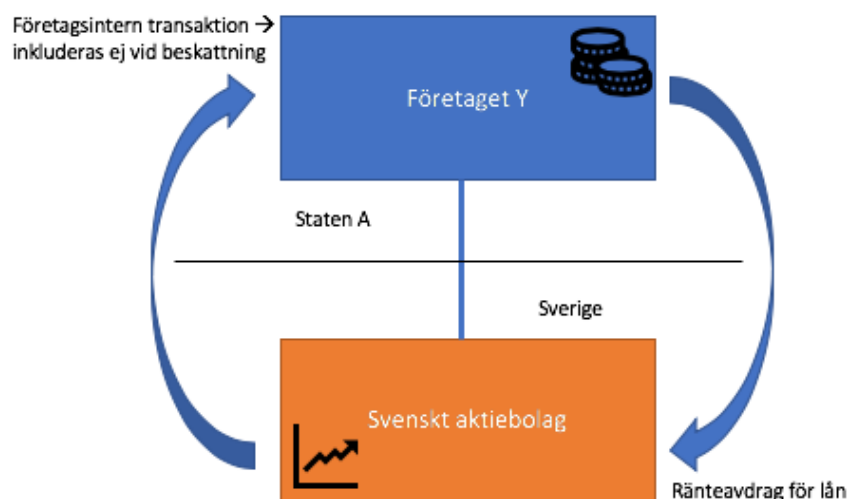 Företagsintern transaktion →
inkluderas ej vid beskattning
Företaget Y
Staten A
Sverige
Svenskt aktiebolag
Ränteavdrag för lån